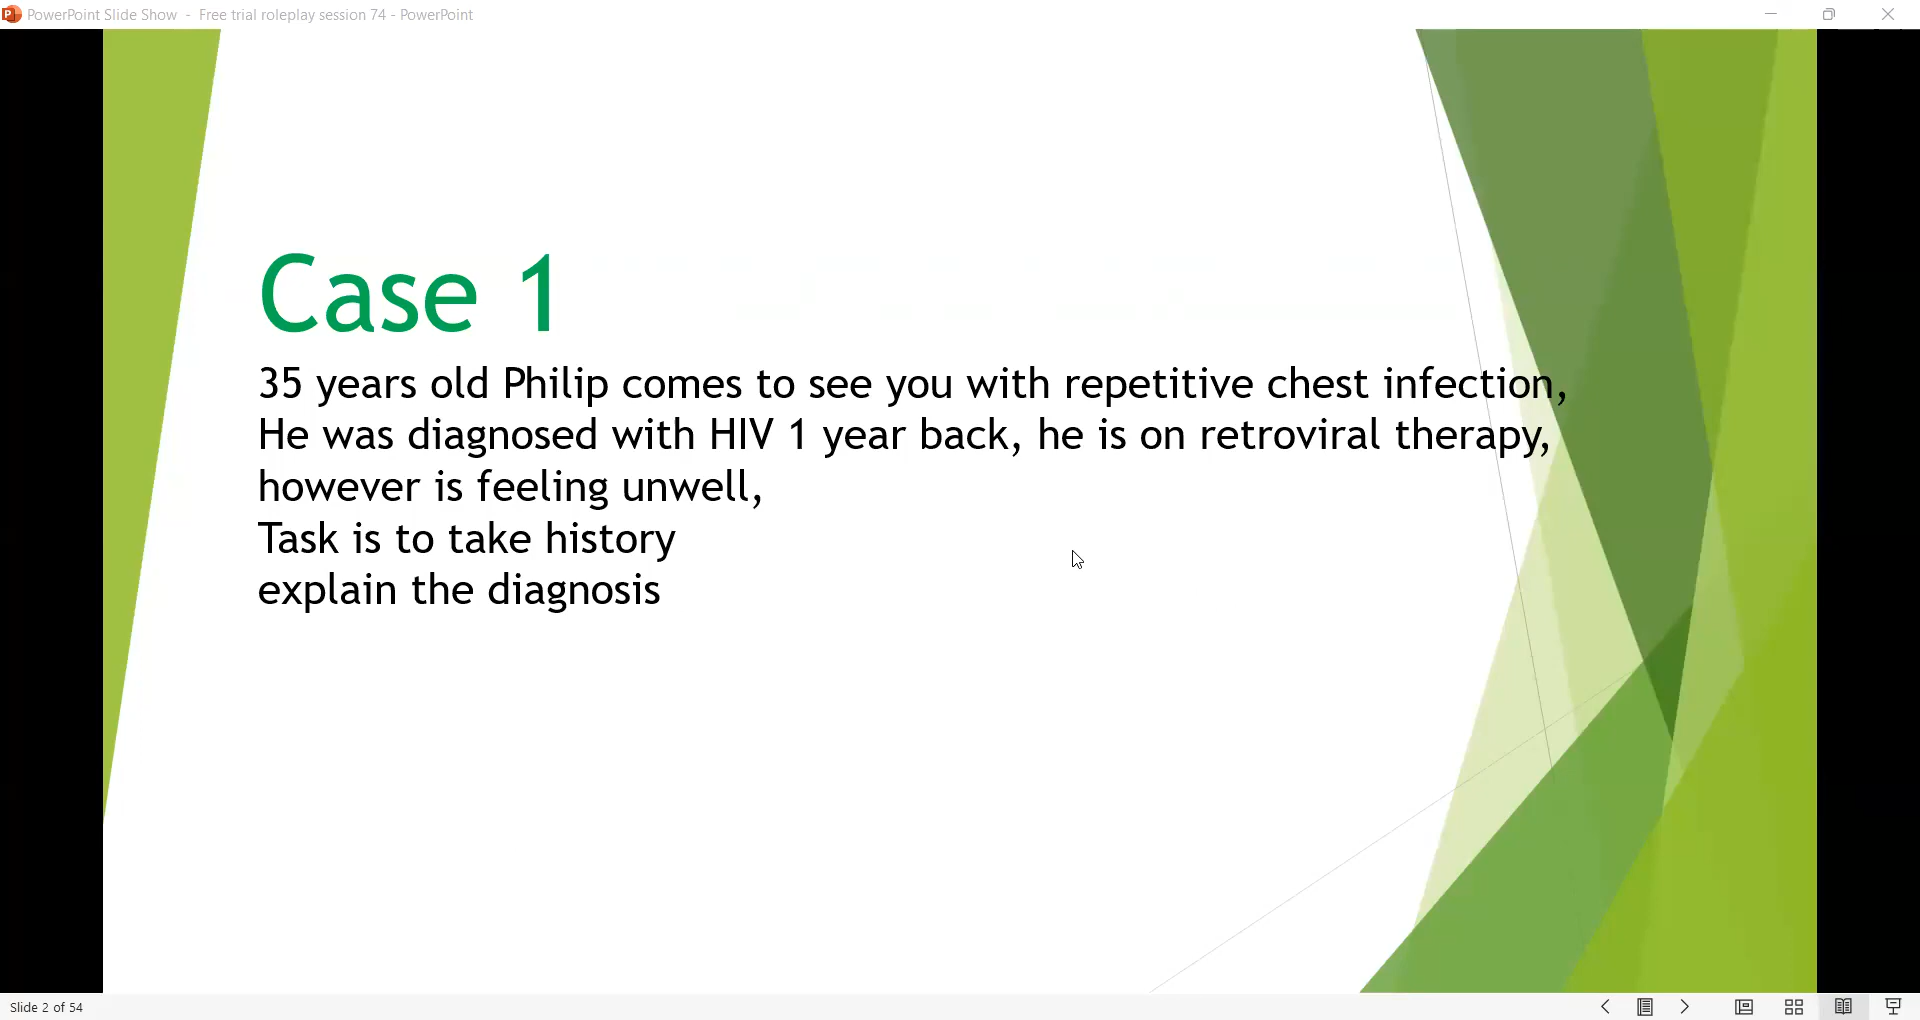 PowerPoint Slide Show - Free trial roleplay session 74 - PowerPoint
Case 1
35 years old Philip comes to see you with repetitive chest infection,
He was diagnosed with HIV 1 year back, he is on retroviral therapy,
however is feeling unwell,
Task is to take history
explain the diagnosis
Slide 2 of 54